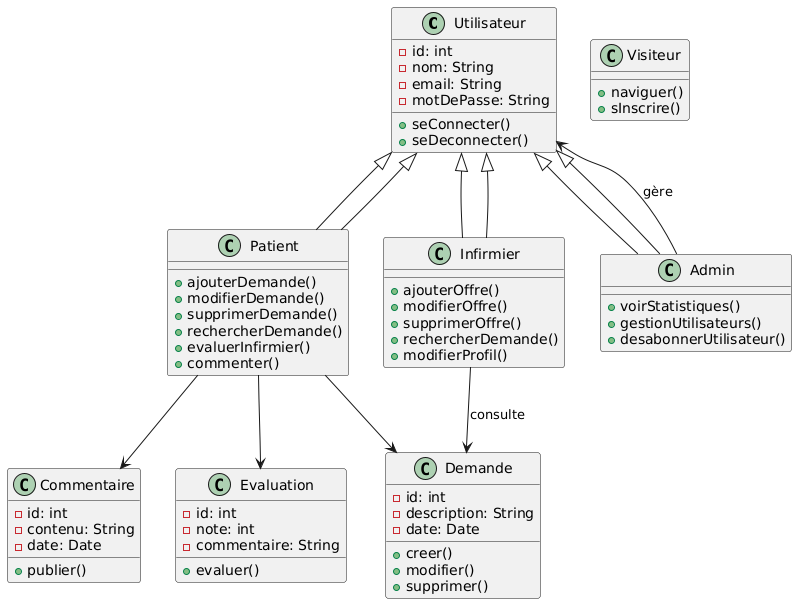 C Utilisateur
id: int
nom: String
email: String
motDePasse: String
seConnecter()
seDeconnecter()
C Visiteur
naviguer()
sInscrire()
gère
C Patient
ajouterDemande()
modifierDemande()
supprimerDemande()
rechercherDemande()
evaluerInfirmier()
commenter()
C Infirmier
ajouterOffre()
modifierOffre()
supprimerOffre()
rechercherDemande()
modifierProfil()
C Admin
voirStatistiques()
gestionUtilisateurs()
desabonnerUtilisateur()
consulte
C Commentaire
id: int
contenu: String
date: Date
publier()
C Evaluation
id: int
note: int
commentaire: String
evaluer()
C Demande
id: int
description: String
date: Date
creer()
modifier()
supprimer()